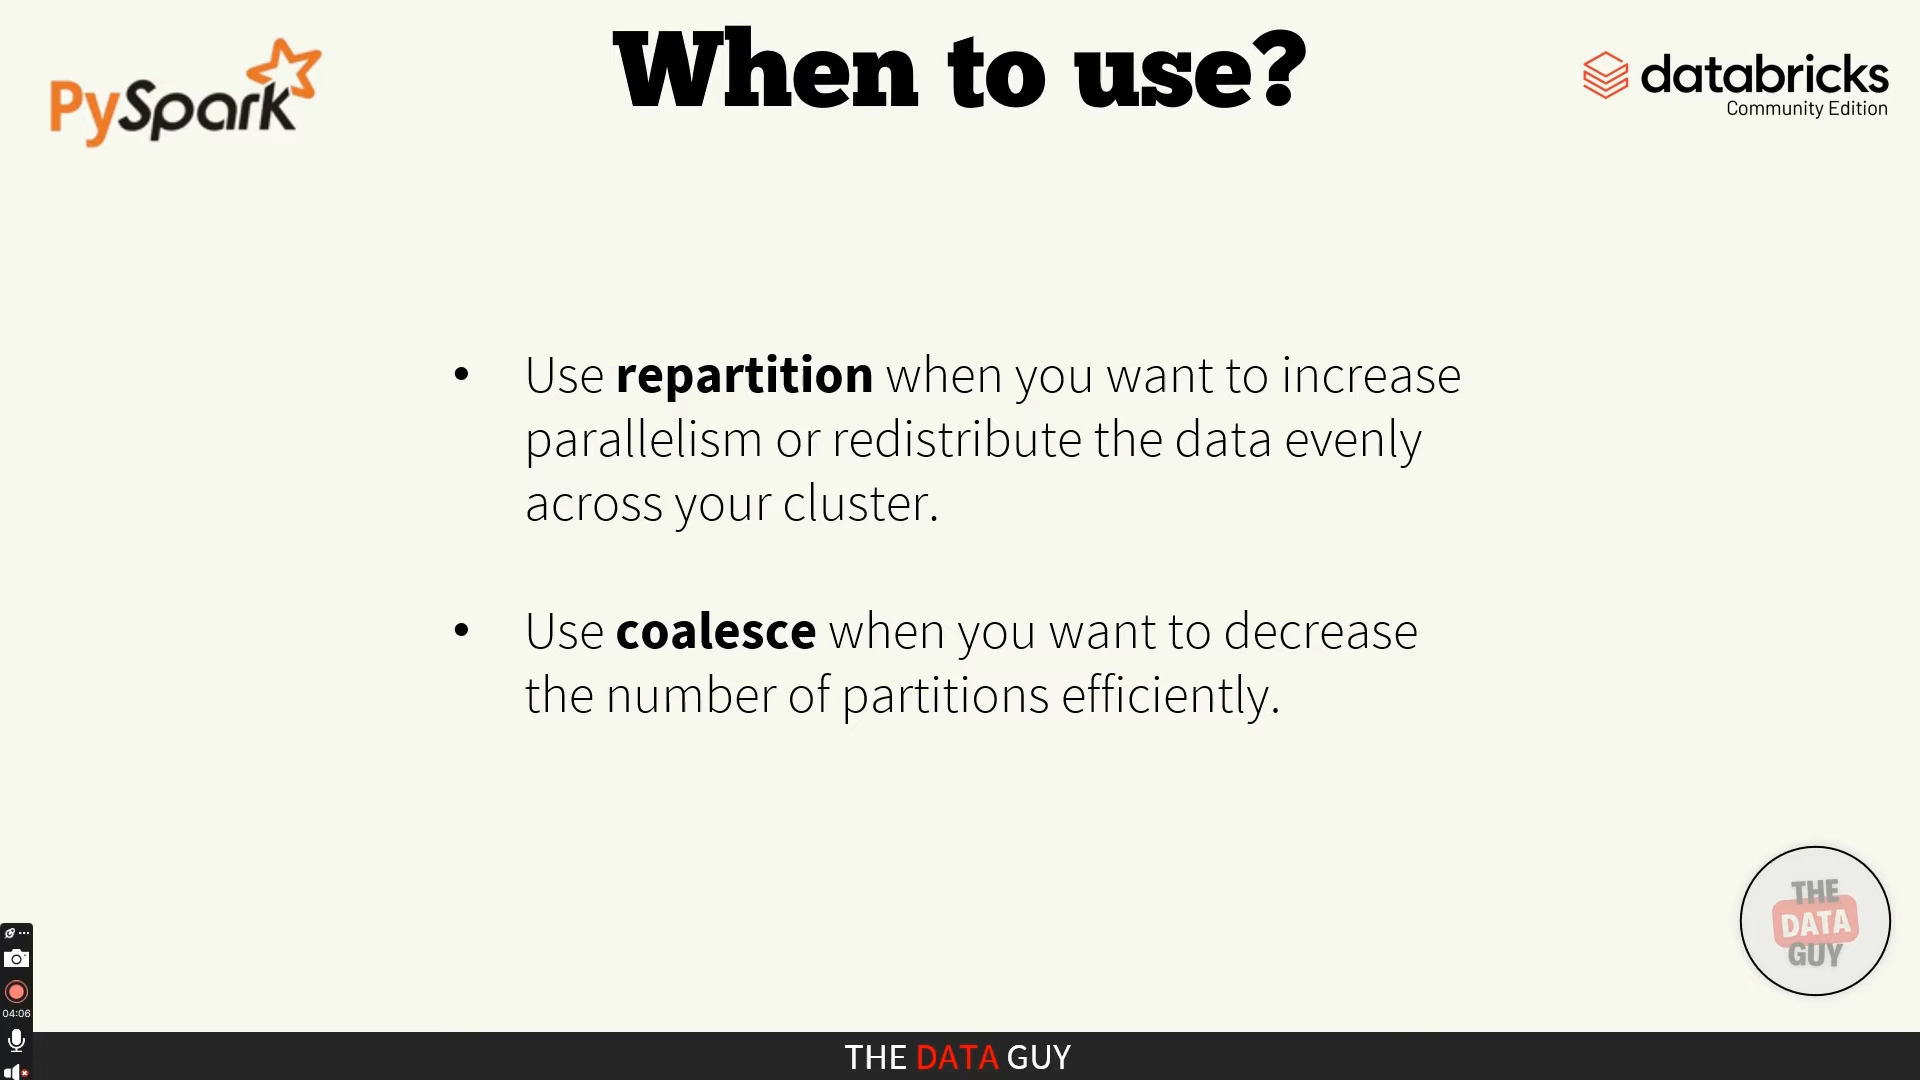 PySpark
When to use?
databricks
Community Edition
• Use repartition when you want to increase
parallelism or redistribute the data evenly
across your cluster.
• Use coalesce when you want to decrease
the number of partitions efficiently.
THE
DATA
GUY
04:06
THE DATA GUY